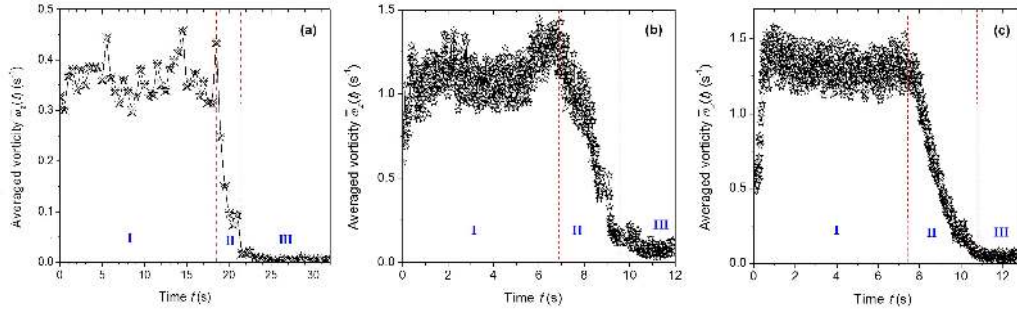 (a)
Averaged vorticity ω̅z(t) (s⁻¹)
0.5
0.4
0.3
0.2
0.1
0.0
I
II
III
0 5 10 15 20 25 30
Time t (s)
(b)
Averaged vorticity ω̅z(t) (s⁻¹)
1.5
1.0
0.5
0.0
I
II
III
0 2 4 6 8 10 12
Time t (s)
(c)
Averaged vorticity ω̅z(t) (s⁻¹)
1.5
1.0
0.5
0.0
I
II
III
0 2 4 6 8 10 12
Time t (s)